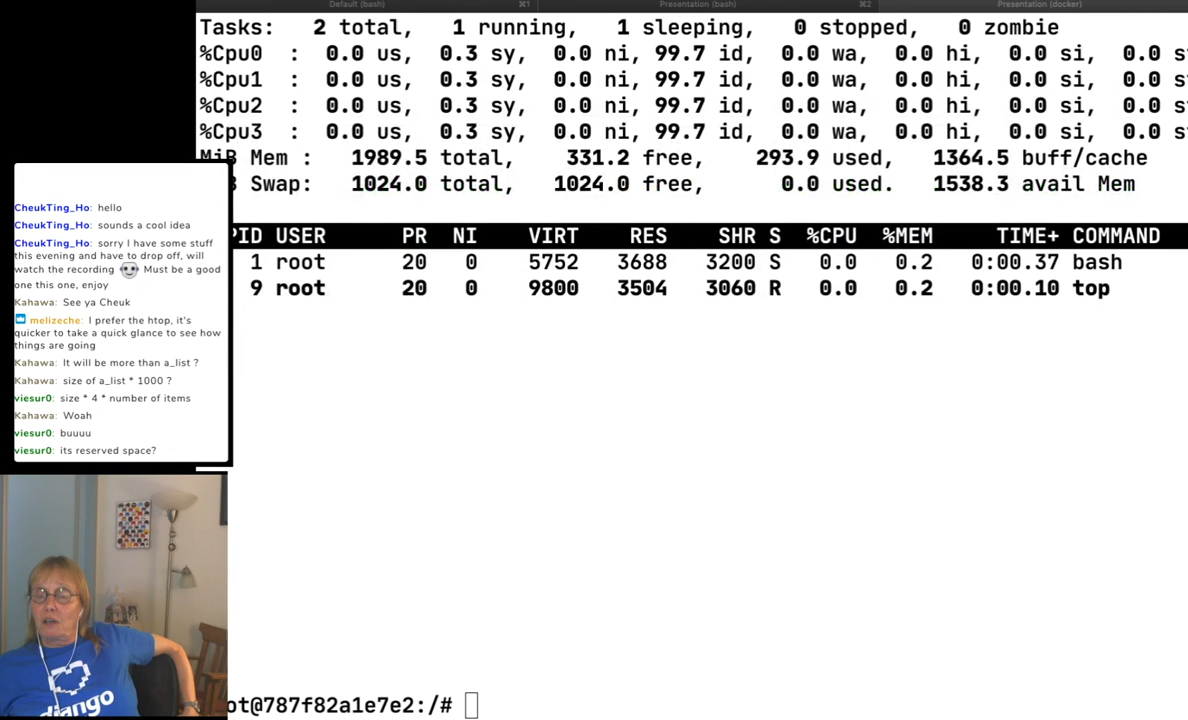 Default (bash) ⌘1 Presentation (bash) ⌘2 Presentation (docker)
Tasks: 2 total, 1 running, 1 sleeping, 0 stopped, 0 zombie
%Cpu0 : 0.0 us, 0.3 sy, 0.0 ni, 99.7 id, 0.0 wa, 0.0 hi, 0.0 si, 0.0 s
%Cpu1 : 0.0 us, 0.3 sy, 0.0 ni, 99.7 id, 0.0 wa, 0.0 hi, 0.0 si, 0.0 s
%Cpu2 : 0.0 us, 0.3 sy, 0.0 ni, 99.7 id, 0.0 wa, 0.0 hi, 0.0 si, 0.0 s
%Cpu3 : 0.0 us, 0.3 sy, 0.0 ni, 99.7 id, 0.0 wa, 0.0 hi, 0.0 si, 0.0 s
MiB Mem : 1989.5 total, 331.2 free, 293.9 used, 1364.5 buff/cache
B Swap: 1024.0 total, 1024.0 free, 0.0 used. 1538.3 avail Mem
PID USER PR NI VIRT RES SHR S %CPU %MEM TIME+ COMMAND
1 root 20 0 5752 3688 3200 S 0.0 0.2 0:00.37 bash
9 root 20 0 9800 3504 3060 R 0.0 0.2 0:00.10 top
ot@787f82a1e7e2:/#
CheukTing_Ho: hello
CheukTing_Ho: sounds a cool idea
CheukTing_Ho: sorry I have some stuff
this evening and have to drop off, will
watch the recording Must be a good
one this one, enjoy
Kahawa: See ya Cheuk
melizeche: I prefer the htop, it's
quicker to take a quick glance to see how
things are going
Kahawa: It will be more than a_list ?
Kahawa: size of a_list * 1000 ?
viesur0: size * 4 * number of items
Kahawa: Woah
viesur0: buuuu
viesur0: its reserved space?
django